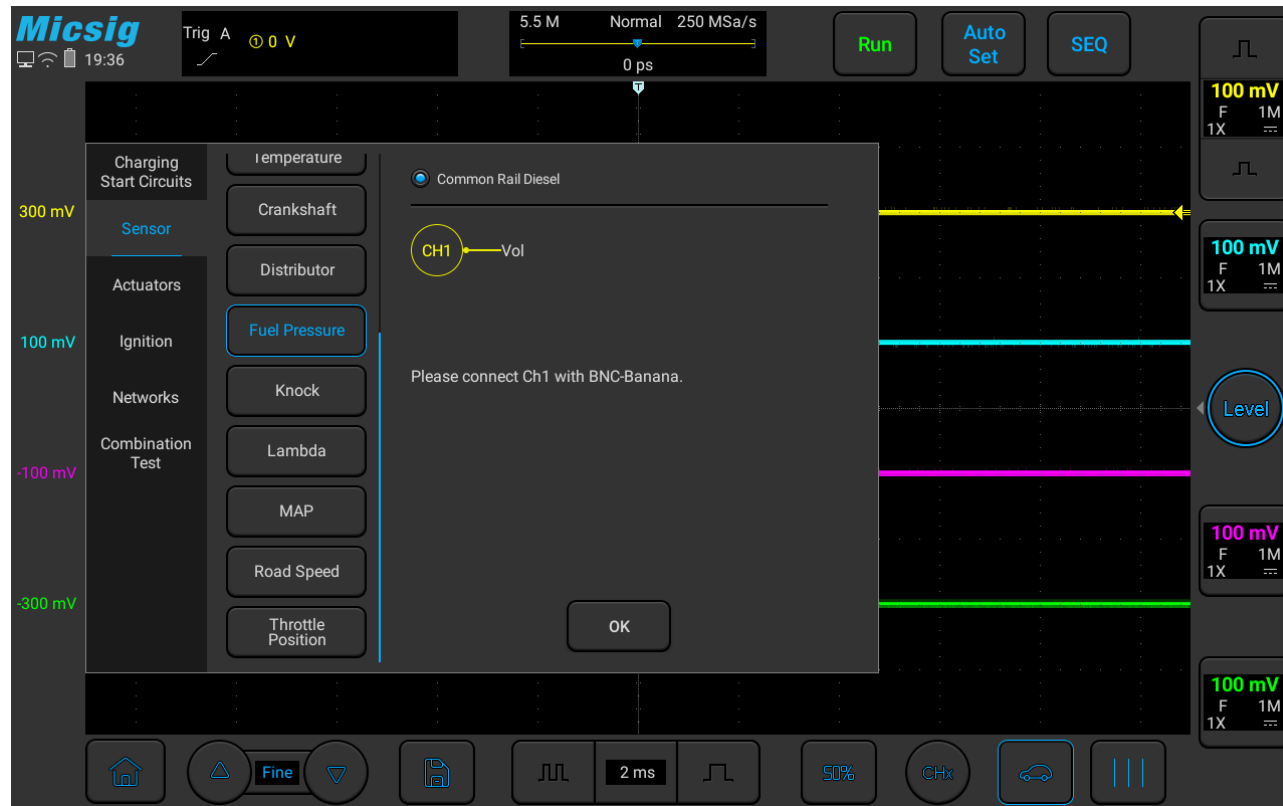 Micsig
19:36
Trig A
① 0 V
5.5 M Normal 250 MSa/s
0 ps
Run
Auto
Set
SEQ
T
100 mV
F 1M
1X
300 mV
100 mV
-100 mV
-300 mV
Charging
Start Circuits
Sensor
Actuators
Ignition
Networks
Combination
Test
Temperature
Crankshaft
Distributor
Fuel Pressure
Knock
Lambda
MAP
Road Speed
Throttle
Position
Common Rail Diesel
CH1 Vol
Please connect Ch1 with BNC-Banana.
OK
100 mV
F 1M
1X
Level
100 mV
F 1M
1X
100 mV
F 1M
1X
Fine
2 ms
50%
CHx